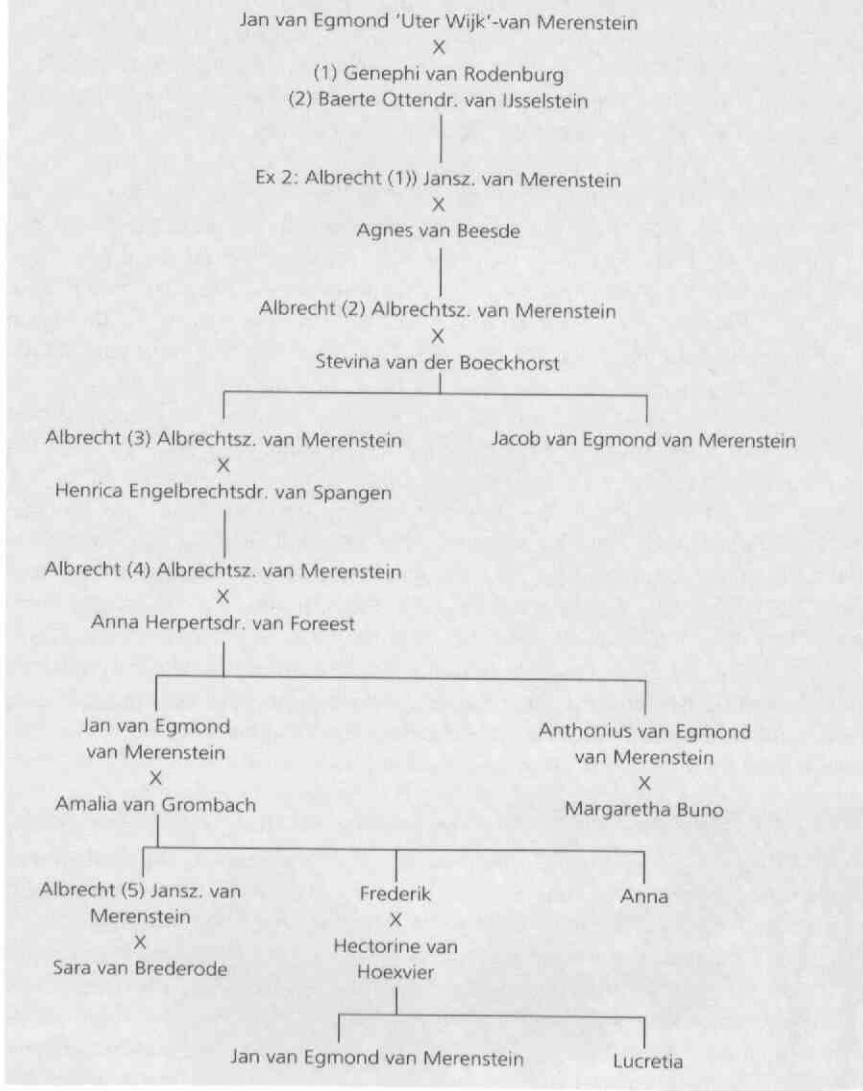 Jan van Egmond 'Uter Wijk'-van Merenstein
X
(1) Genephi van Rodenburg
(2) Baerte Ottendr. van IJsselstein
Ex 2: Albrecht (1)) Jansz. van Merenstein
X
Agnes van Beesde
Albrecht (2) Albrechtsz. van Merenstein
X
Stevina van der Boeckhorst
Albrecht (3) Albrechtsz. van Merenstein
X
Henrica Engelbrechtsdr. van Spangen
Jacob van Egmond van Merenstein
Albrecht (4) Albrechtsz. van Merenstein
X
Anna Herpertsdr. van Foreest
Jan van Egmond
van Merenstein
X
Amalia van Grombach
Anthonius van Egmond
van Merenstein
X
Margaretha Buno
Albrecht (5) Jansz. van
Merenstein
X
Sara van Brederode
Frederik
X
Hectorine van
Hoexvier
Anna
Jan van Egmond van Merenstein
Lucretia